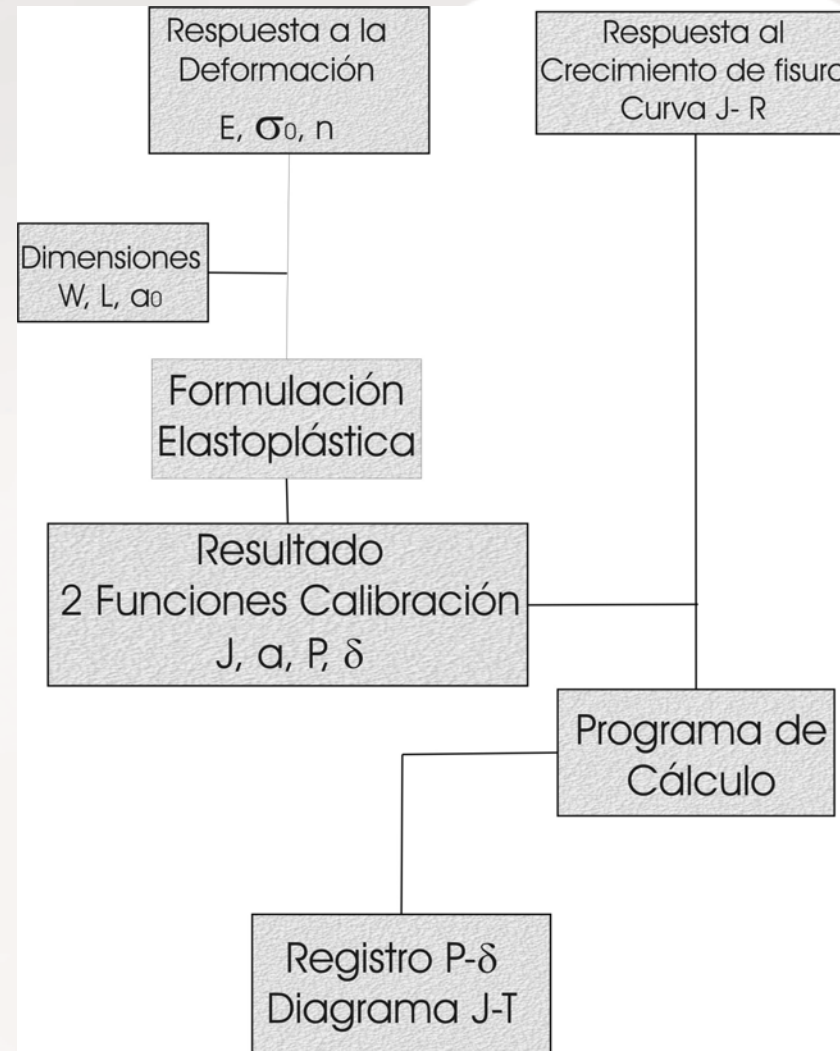 Respuesta a la
Deformación
E, σ0, n
Respuesta al
Crecimiento de fisura
Curva J- R
Dimensiones
W, L, a0
Formulación
Elastoplástica
Resultado
2 Funciones Calibración
J, a, P, δ
Programa de
Cálculo
Registro P-δ
Diagrama J-T